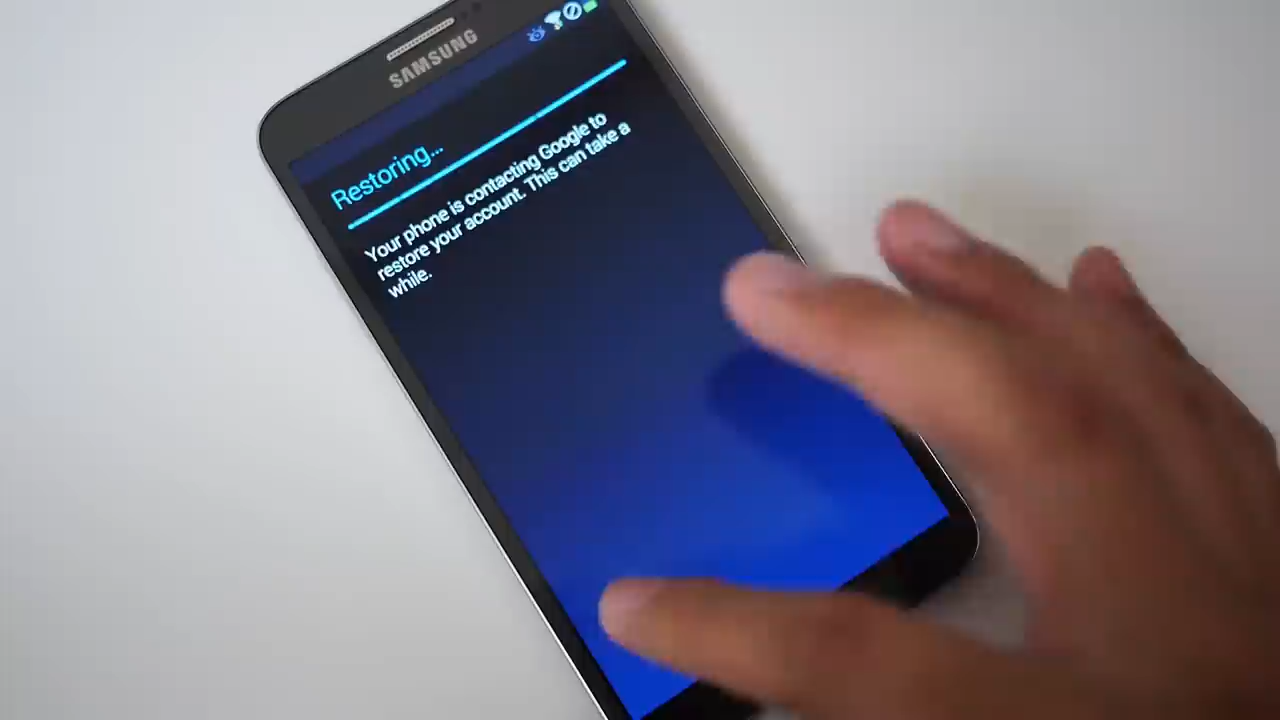 SAMSUNG
Restoring...
Your phone is contacting Google to
restore your account. This can take a
while.